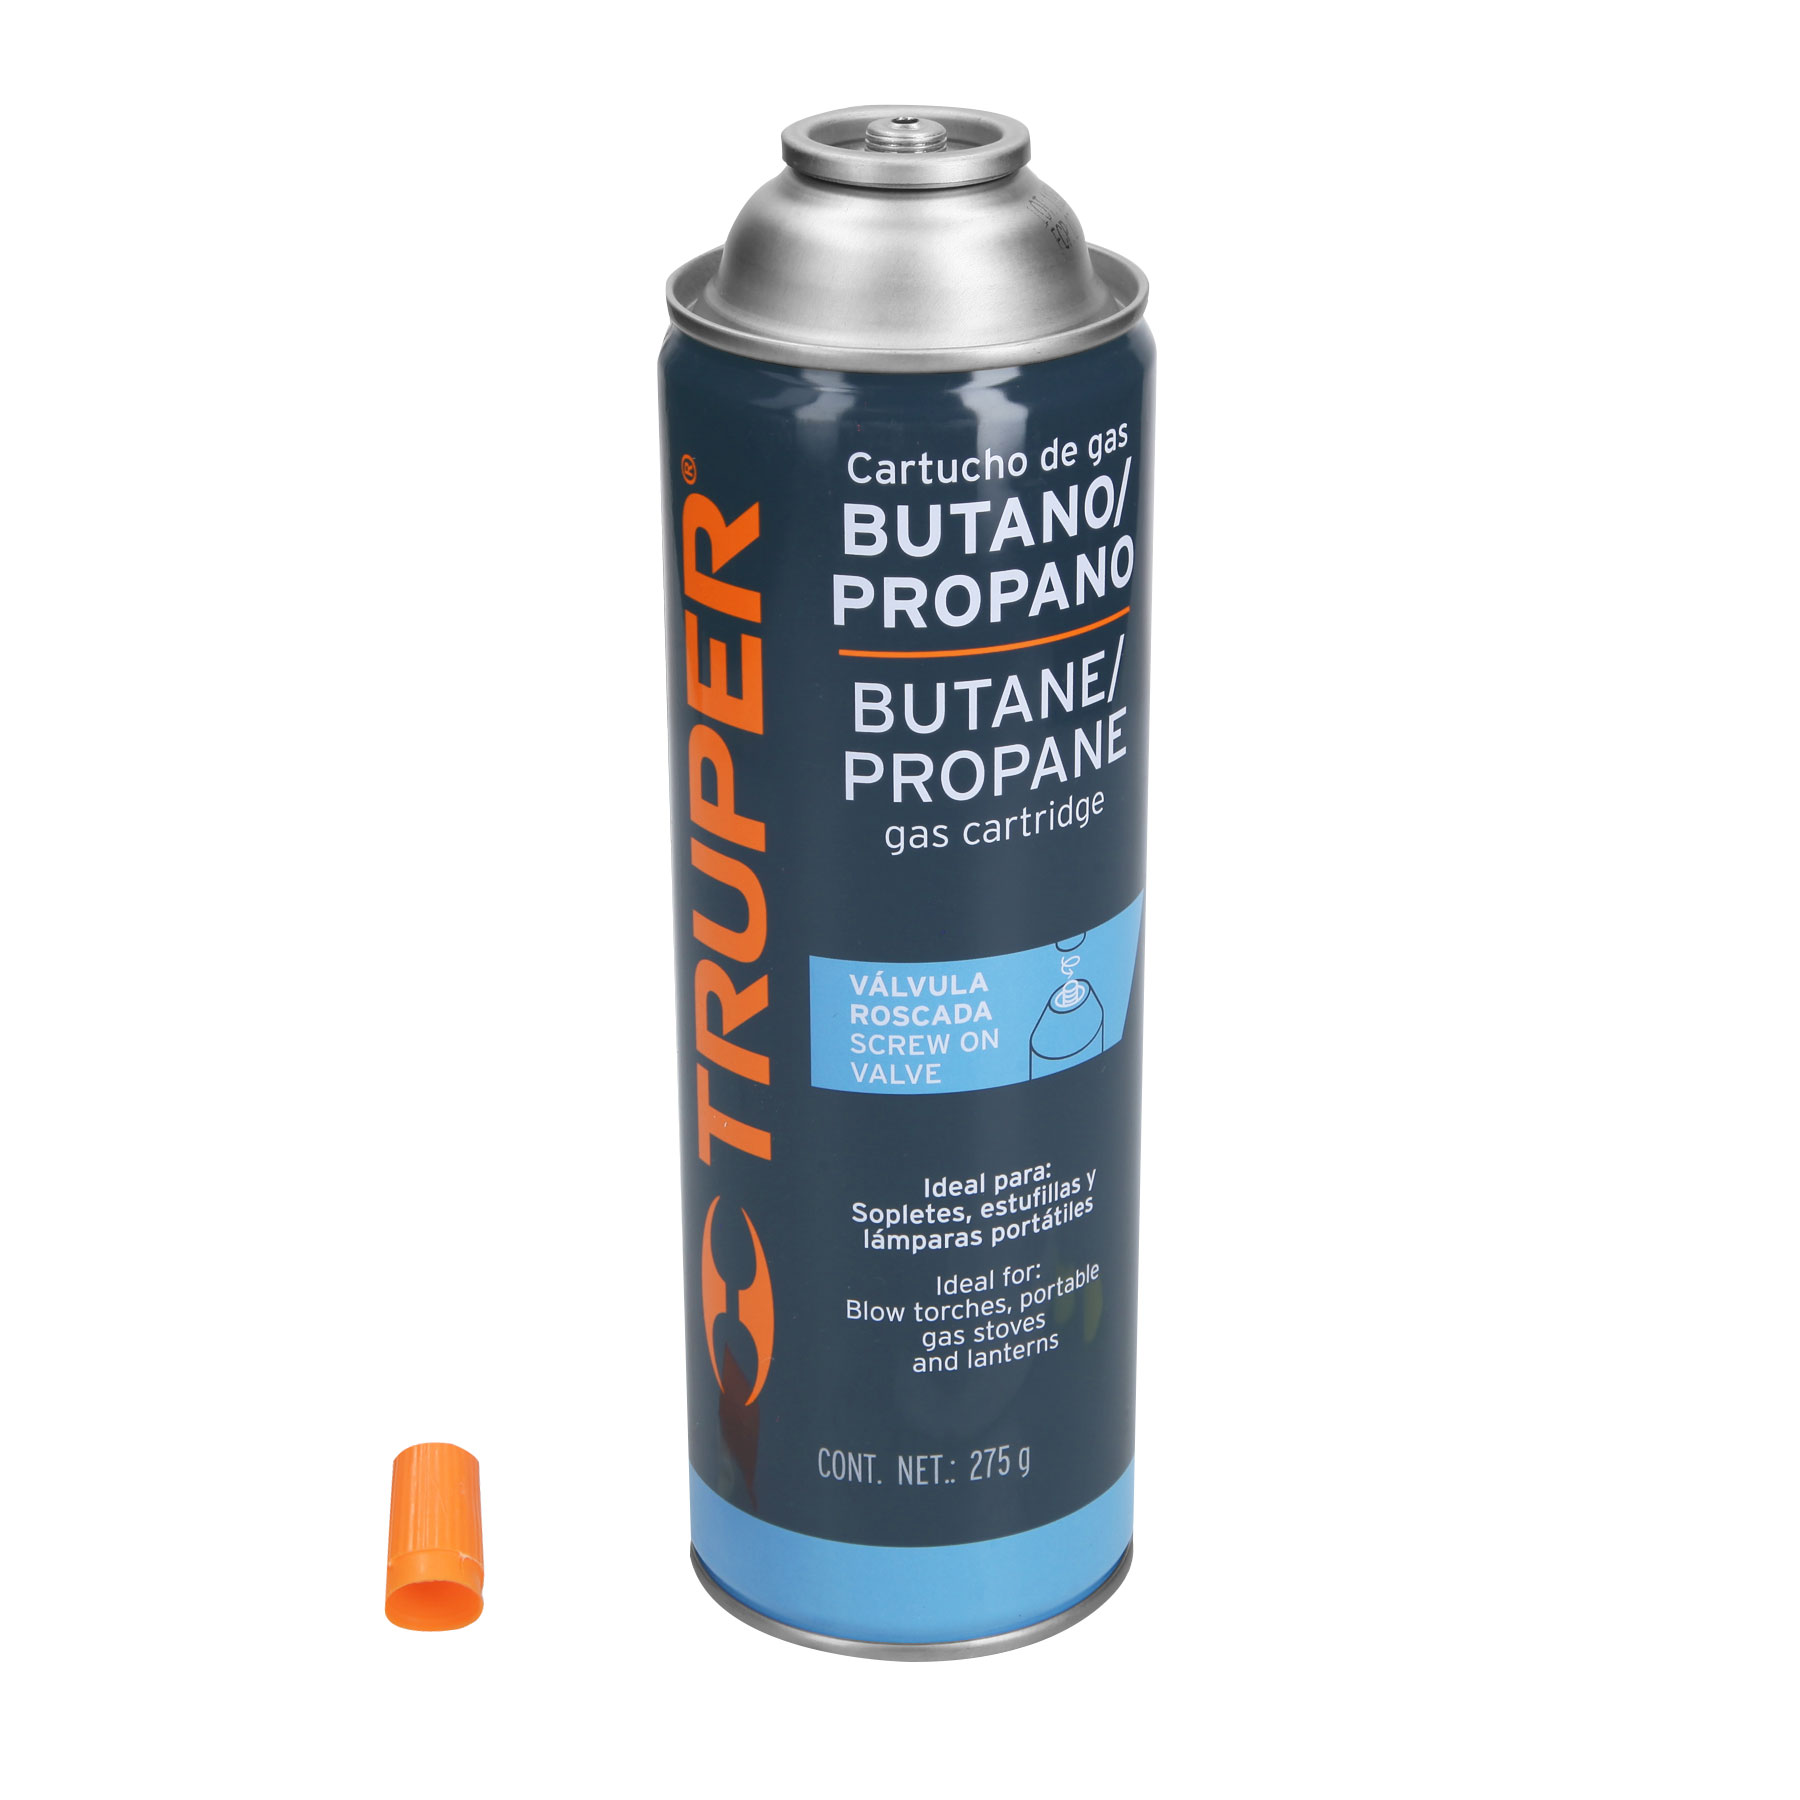 TRUPER®
Cartucho de gas
BUTANO/
PROPANO
BUTANE/
PROPANE
gas cartridge
VÁLVULA
ROSCADA
SCREW ON
VALVE
Ideal para:
Sopletes, estufillas y
lámparas portátiles
Ideal for:
Blow torches, portable
gas stoves
and lanterns
CONT. NET.: 275 g